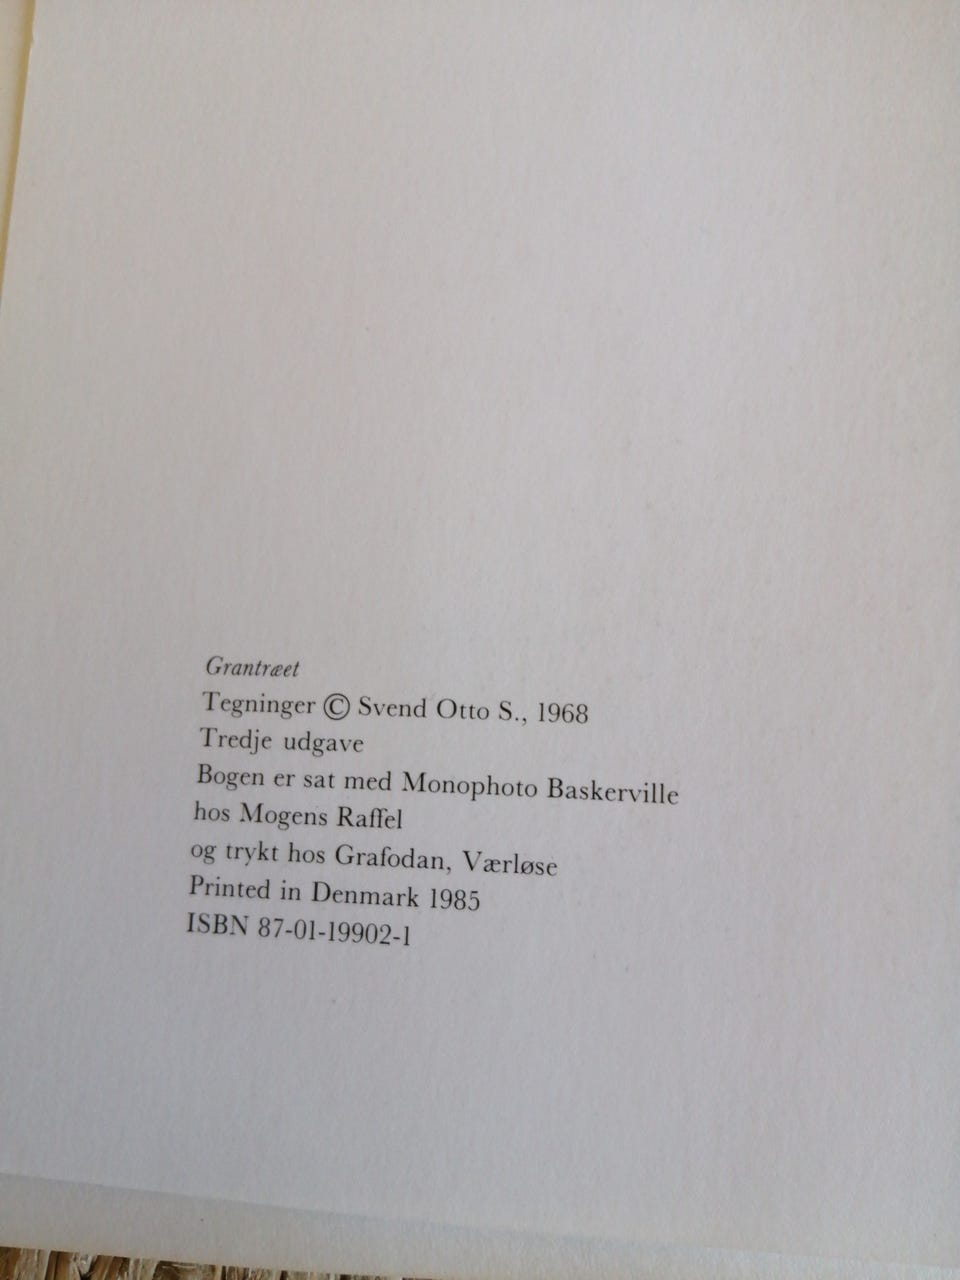 Grantræet
Tegninger © Svend Otto S., 1968
Tredje udgave
Bogen er sat med Monophoto Baskerville
hos Mogens Raffel
og trykt hos Grafodan, Værløse
Printed in Denmark 1985
ISBN 87-01-19902-1